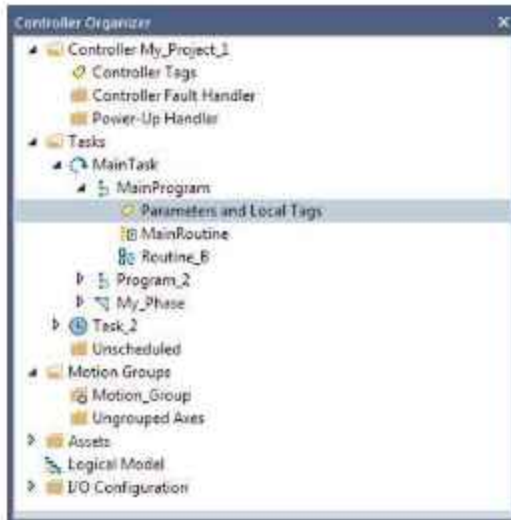 Controller Organizer
Controller My_Project_1
Controller Tags
Controller Fault Handler
Power-Up Handler
Tasks
MainTask
MainProgram
Parameters and Local Tags
MainRoutine
Routine_B
Program_2
My_Phase
Task_2
Unscheduled
Motion Groups
Motion_Group
Ungrouped Axes
Assets
Logical Model
I/O Configuration